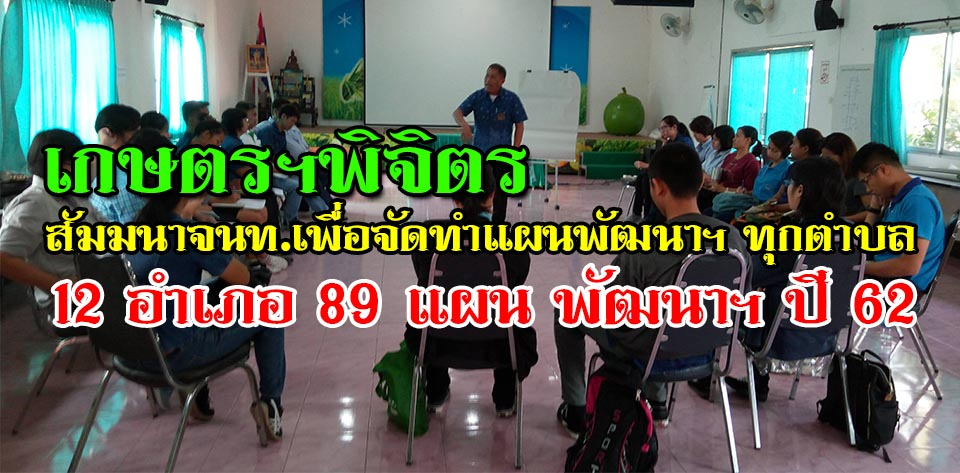 เกษตรฯพิจิตร
สัมมนาจนท.เพื่อจัดทำแผนพัฒนาฯ ทุกตำบล
12 อำเภอ 89 แผน พัฒนาฯ ปี 62